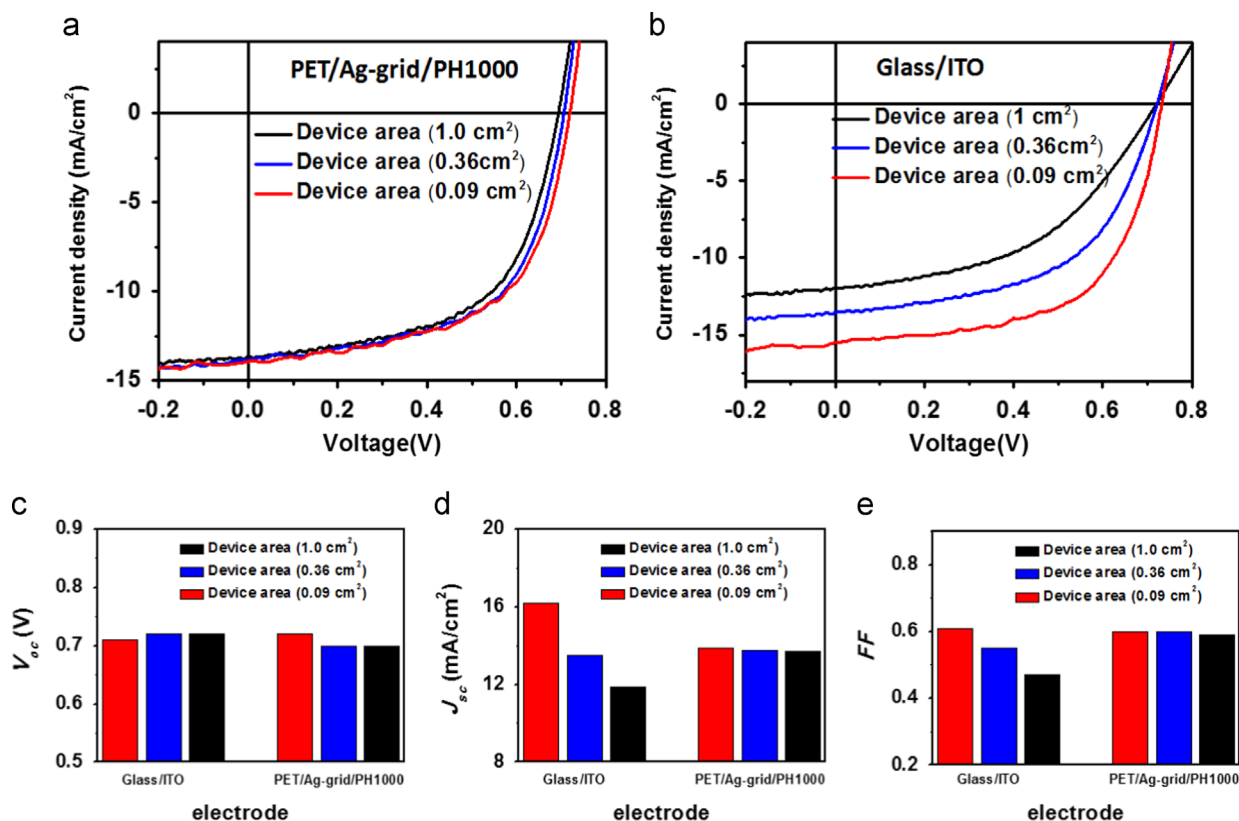 a
PET/Ag-grid/PH1000
Device area (1.0 cm²)
Device area (0.36cm²)
Device area (0.09 cm²)
0
-5
-10
-15
-0.2 0.0 0.2 0.4 0.6 0.8
Voltage(V)
Current density (mA/cm²)
b
Glass/ITO
Device area (1 cm²)
Device area (0.36cm²)
Device area (0.09 cm²)
0
-5
-10
-15
-0.2 0.0 0.2 0.4 0.6 0.8
Voltage(V)
Current density (mA/cm²)
c
0.9
0.8
0.7
0.6
0.5
Voc (V)
Device area (1.0 cm²)
Device area (0.36 cm²)
Device area (0.09 cm²)
Glass/ITO PET/Ag-grid/PH1000
electrode
d
20
16
12
8
Jsc (mA/cm²)
Device area (1.0 cm²)
Device area (0.36 cm²)
Device area (0.09 cm²)
Glass/ITO PET/Ag-grid/PH1000
electrode
e
0.8
0.6
0.4
0.2
FF
Device area (1.0 cm²)
Device area (0.36 cm²)
Device area (0.09 cm²)
Glass/ITO PET/Ag-grid/PH1000
electrode